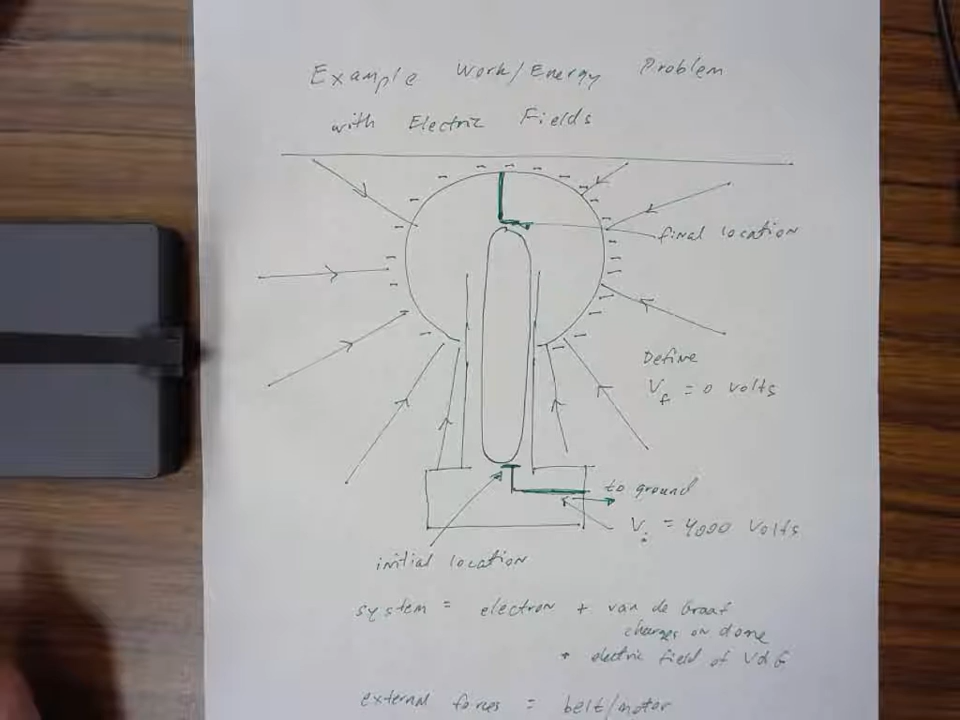 Example Work/Energy Problem
with Electric Fields
final location
Define
V_f = 0 volts
to ground
V_i = 4000 Volts
initial location
system = electron + van de Graaf
charges on dome
+ electric field of VdG
external forces = belt/motor